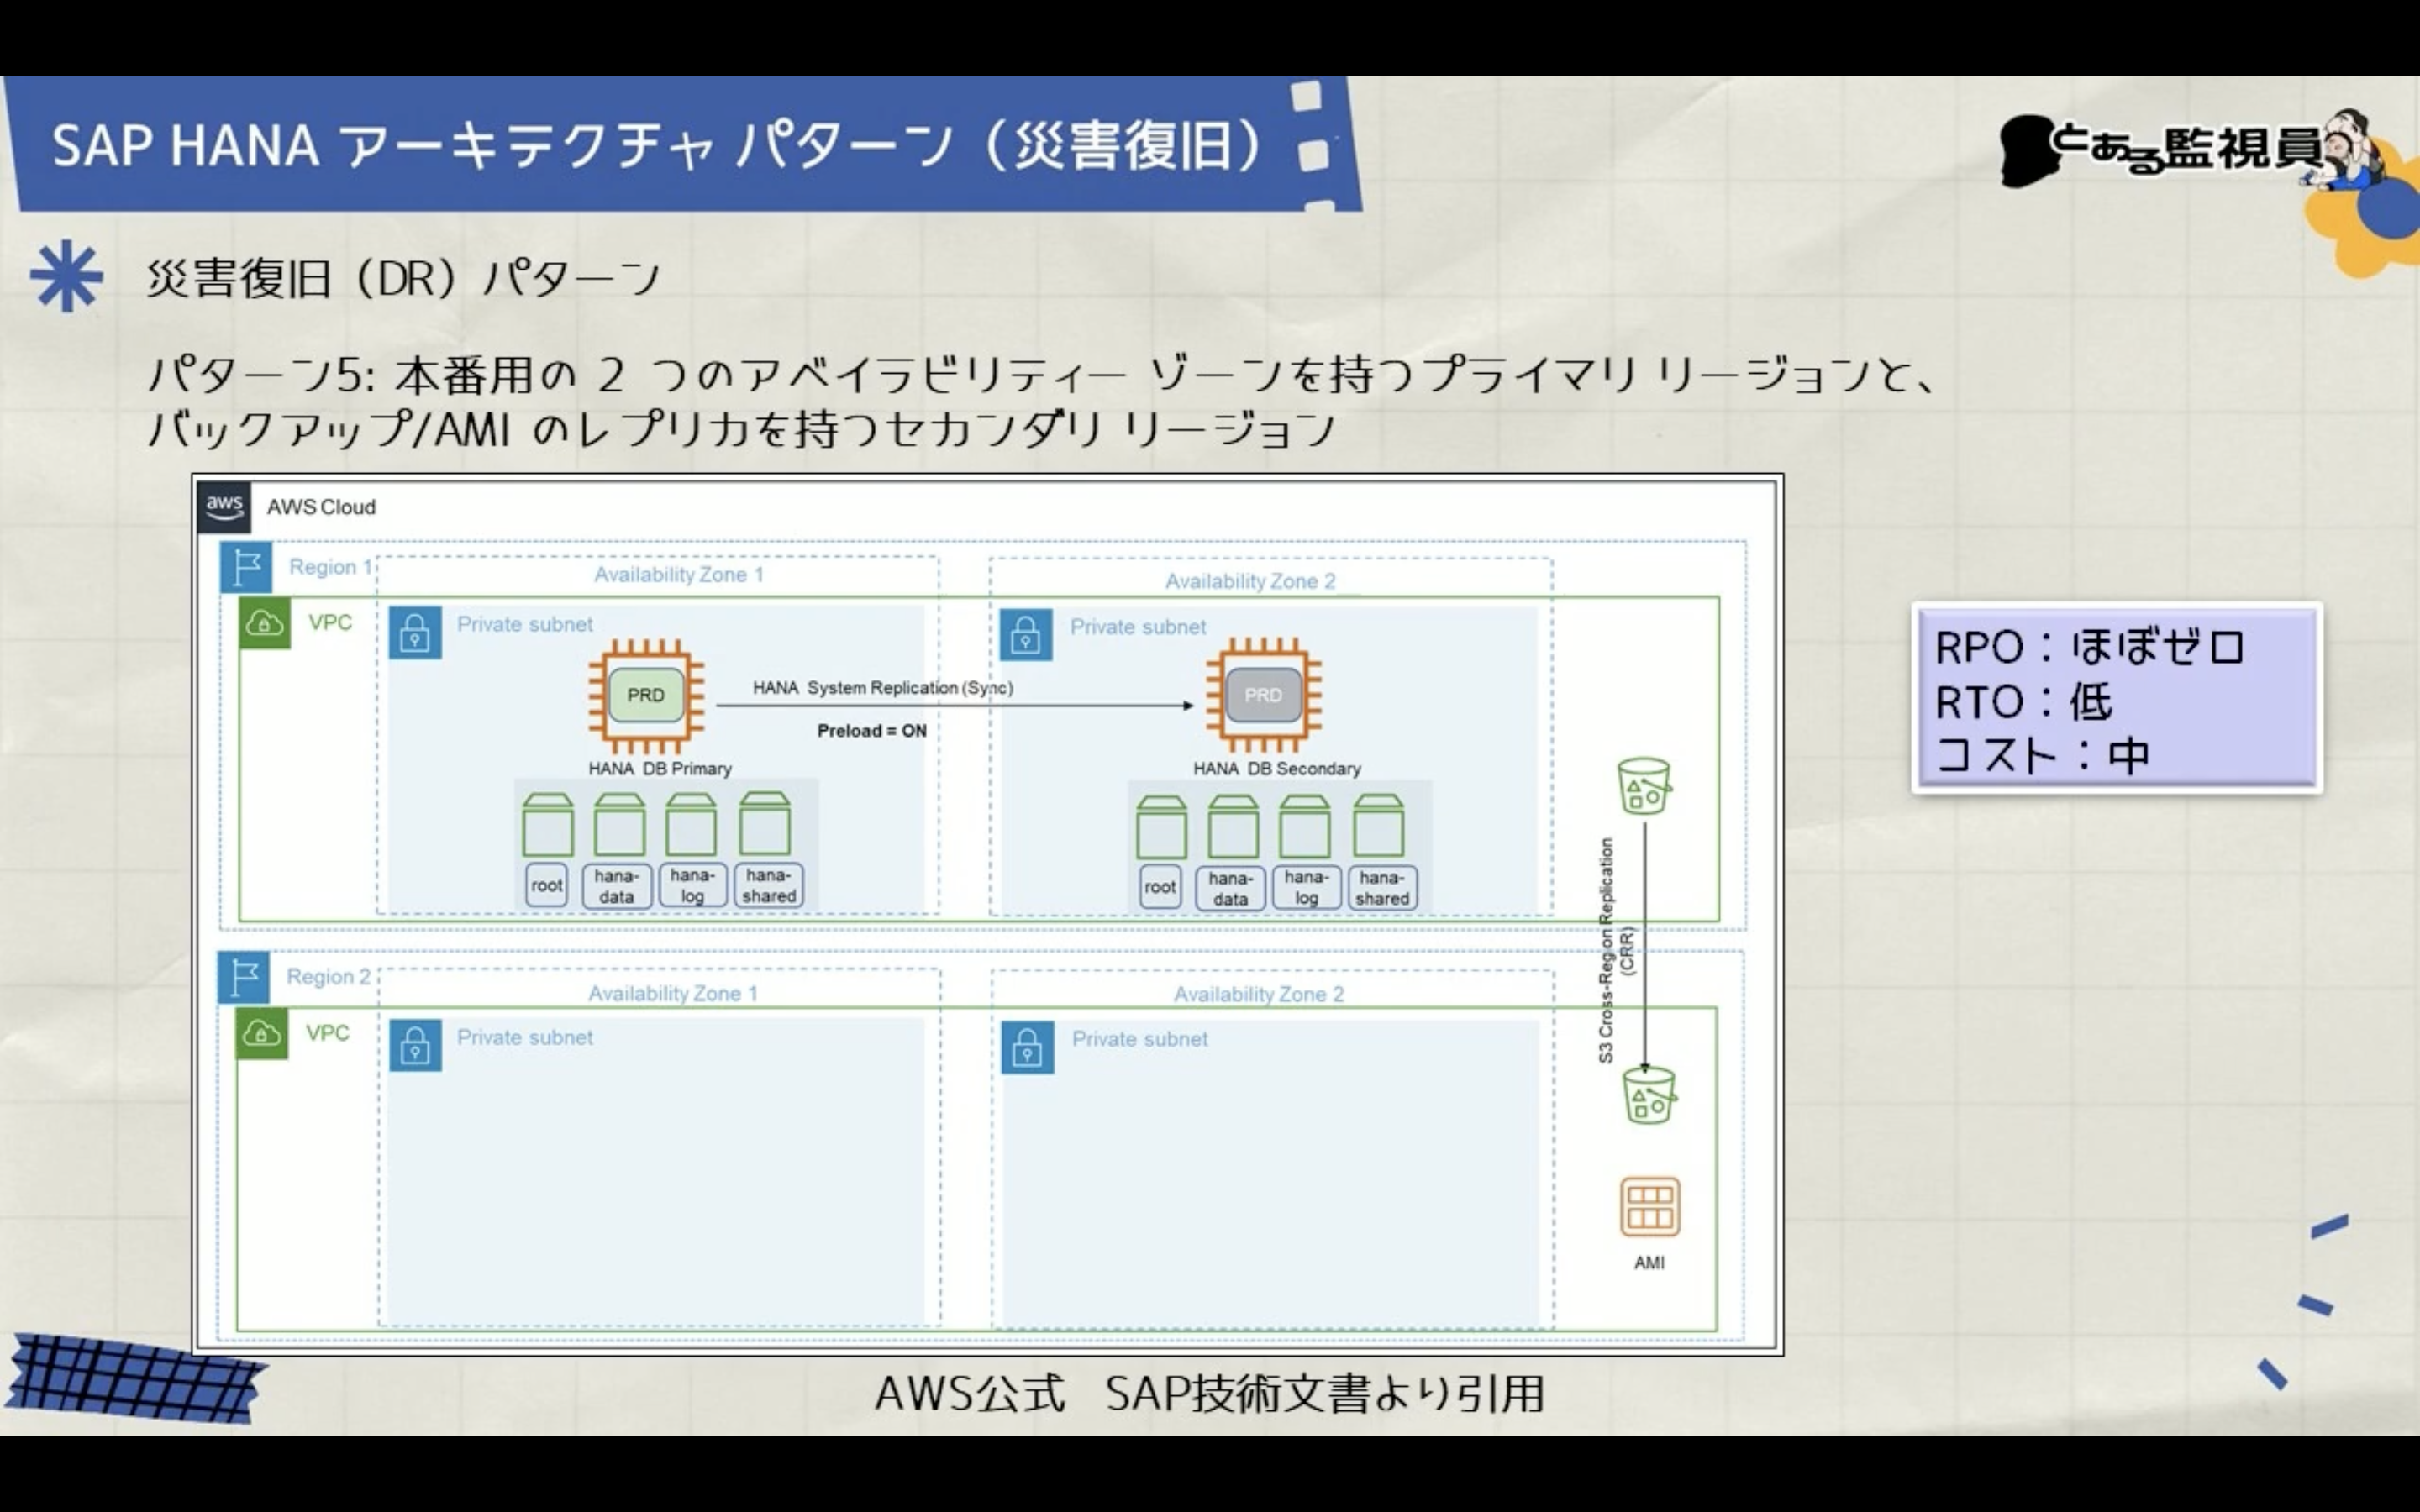 SAP HANA アーキテクチャ パターン（災害復旧）
とある監視員
災害復旧（DR）パターン
パターン5: 本番用の 2 つのアベイラビリティー ゾーンを持つプライマリ リージョンと、
バックアップ/AMI のレプリカを持つセカンダリ リージョン
aws
AWS Cloud
Region 1
Availability Zone 1
Availability Zone 2
VPC
Private subnet
Private subnet
PRD
HANA System Replication (Sync)
Preload = ON
PRD
HANA DB Primary
HANA DB Secondary
root
hana-
data
hana-
log
hana-
shared
root
hana-
data
hana-
log
hana-
shared
S3 Cross-Region Replication
(CRR)
Region 2
Availability Zone 1
Availability Zone 2
VPC
Private subnet
Private subnet
AMI
RPO：ほぼゼロ
RTO：低
コスト：中
AWS公式　SAP技術文書より引用